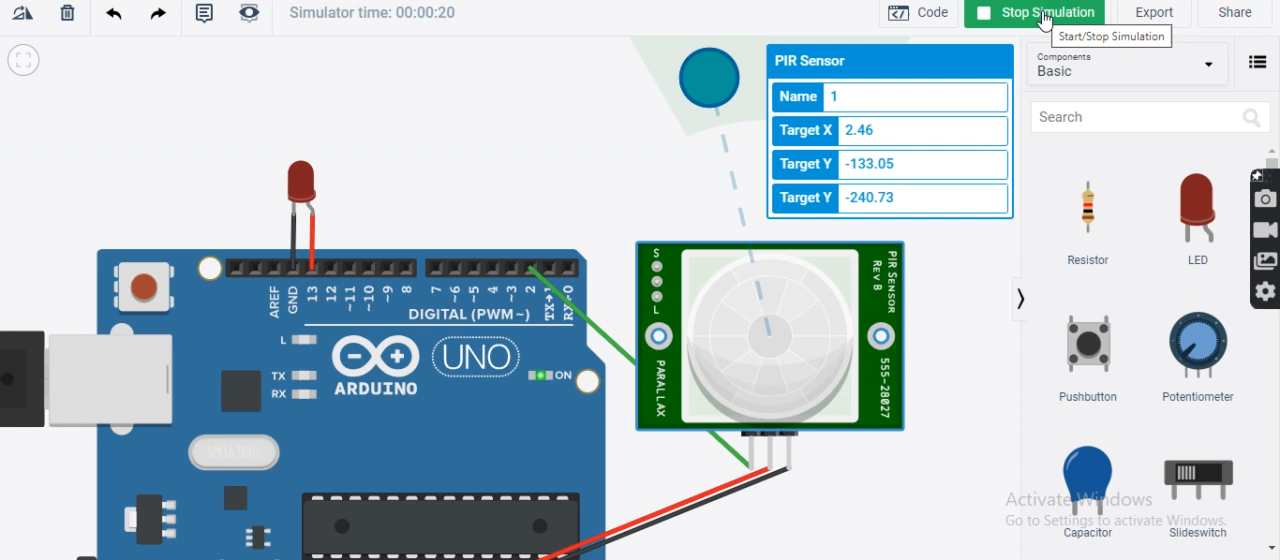 Simulator time: 00:00:20
Code
Stop Simulation
Export
Share
Start/Stop Simulation
Components
Basic
Search
PIR Sensor
Name 1
Target X 2.46
Target Y -133.05
Target Y -240.73
Resistor
LED
Pushbutton
Potentiometer
Capacitor
Slideswitch
Activate Windows
Go to Settings to activate Windows.
AREF
GND
13
12
~11
~10
~9
8
7
~6
~5
4
~3
2
TX→1
RX←0
DIGITAL (PWM ~)
L
TX
RX
ARDUINO
UNO
ON
S
L
PIR SENSOR
REV B
PARALLAX
555-28027